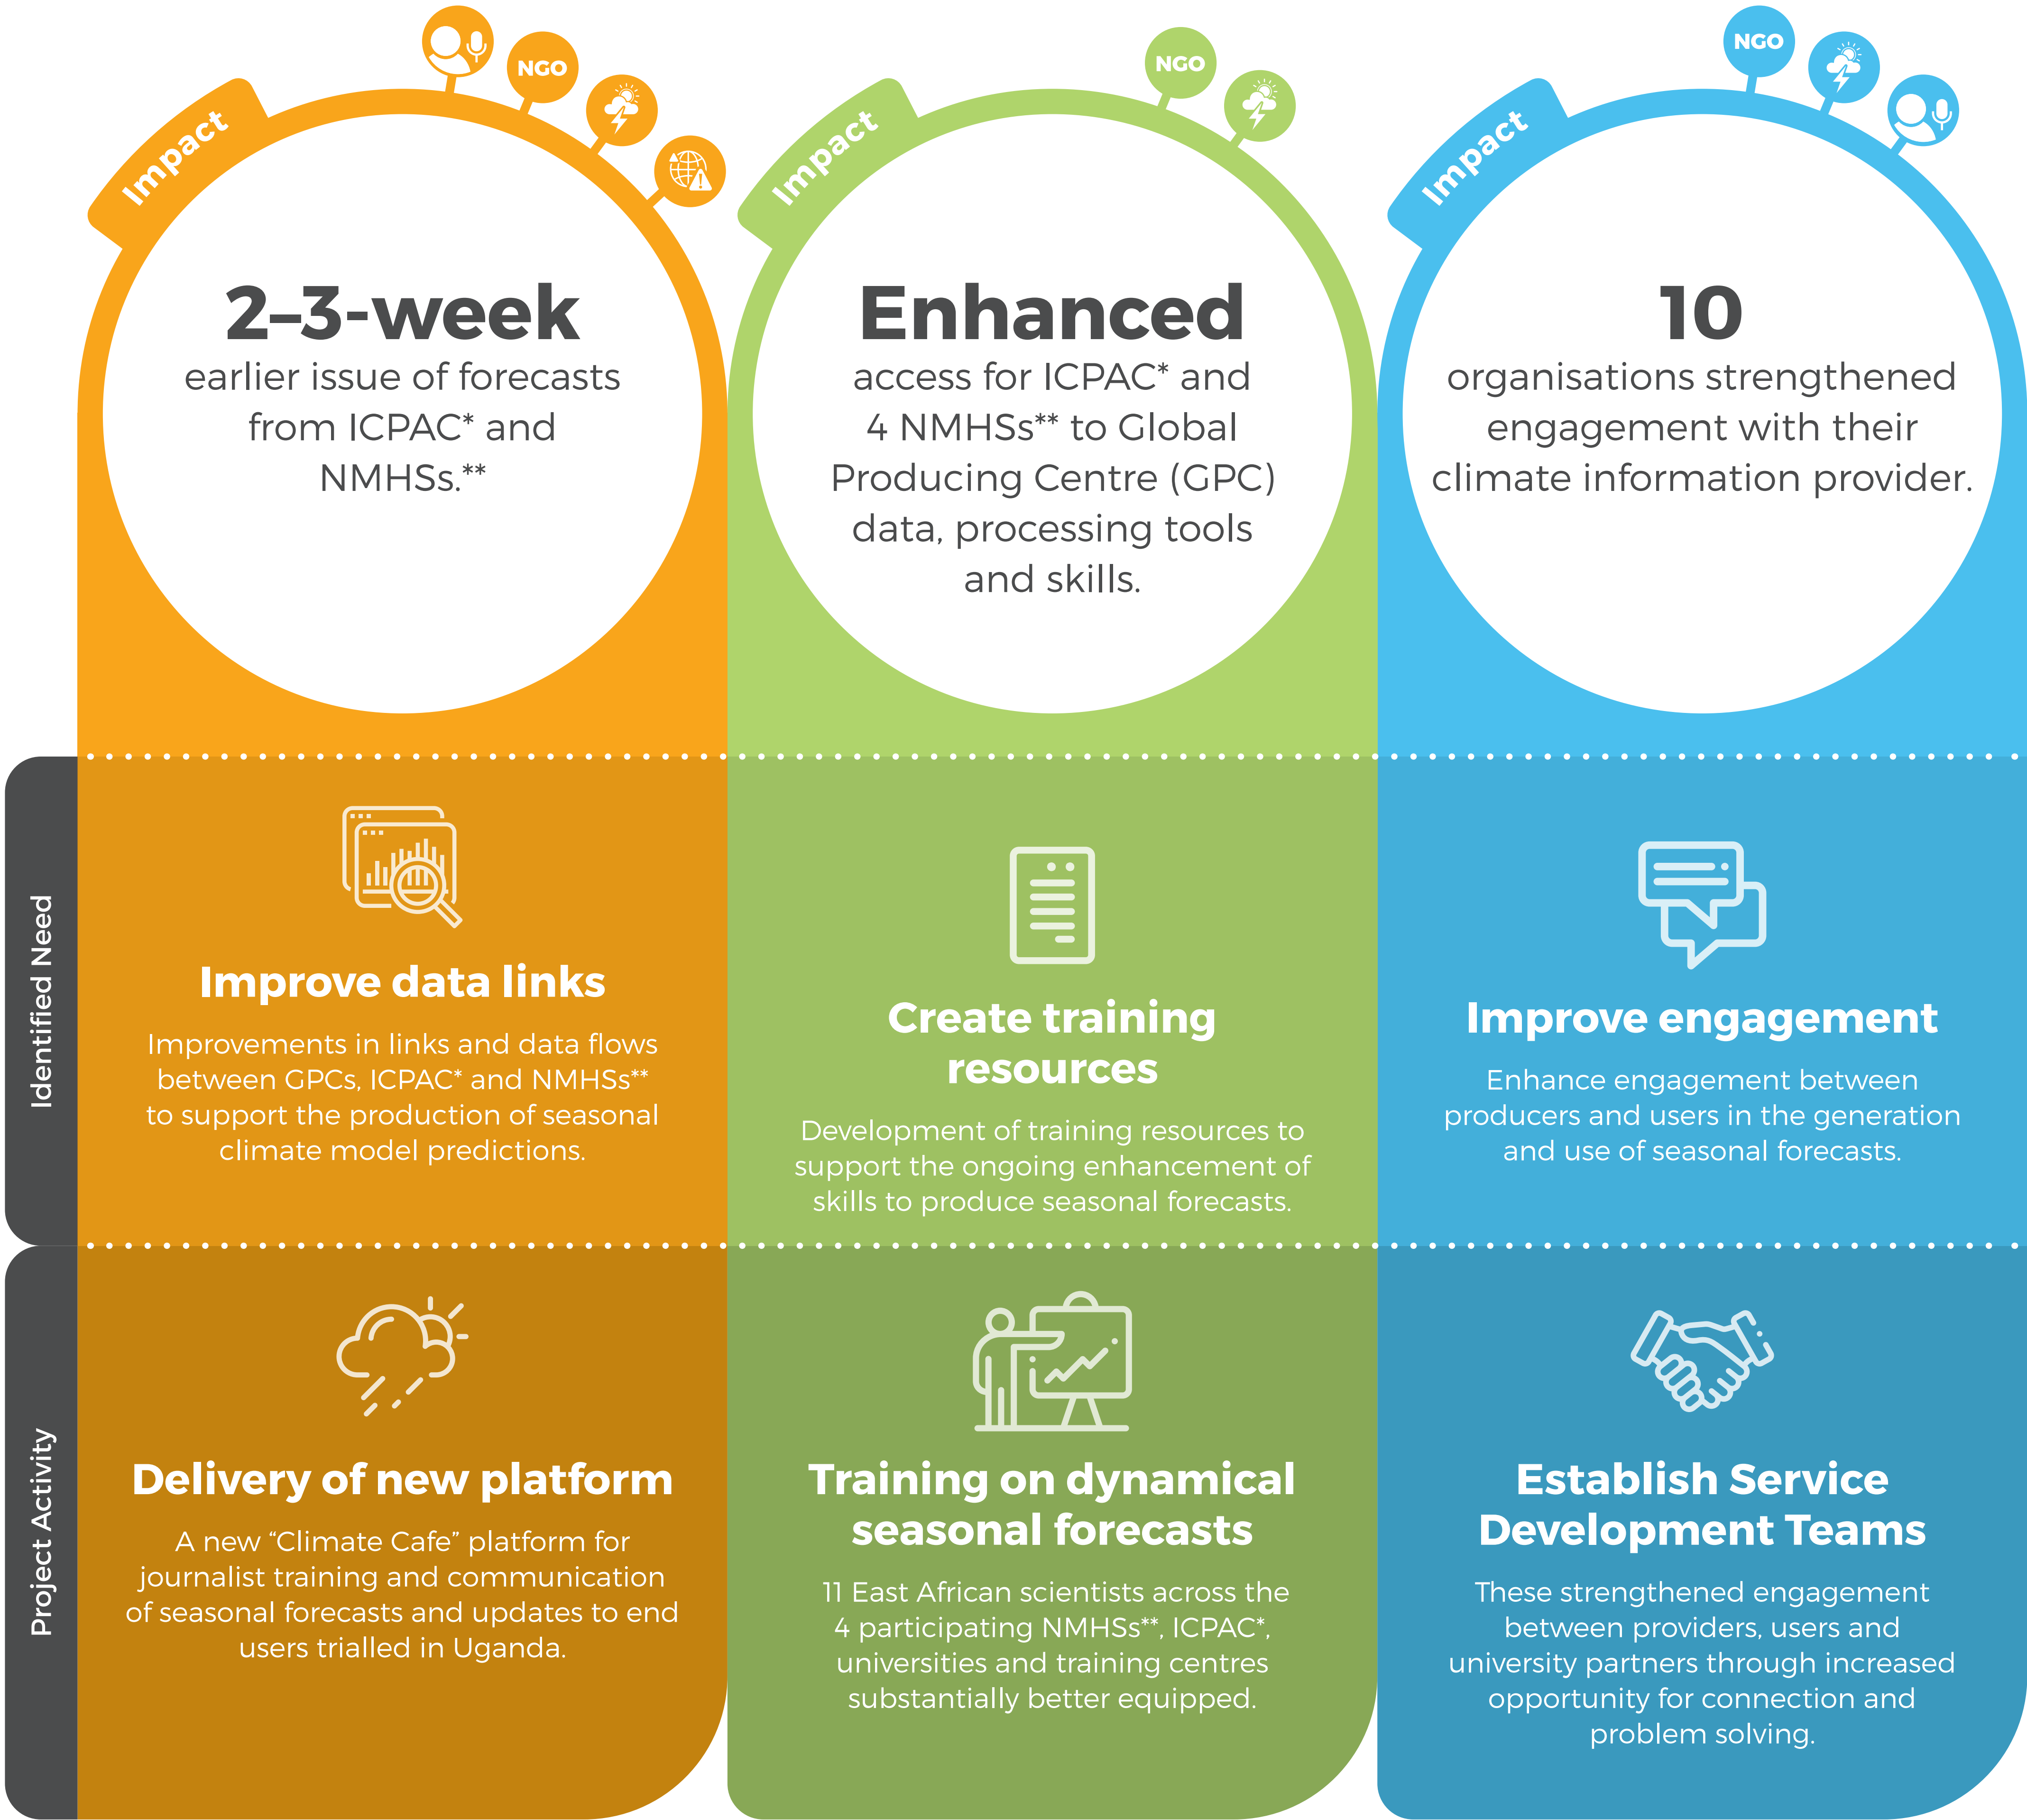 Impact
NGO
2–3-week
earlier issue of forecasts
from ICPAC* and
NMHSs.**
Impact
NGO
Enhanced
access for ICPAC* and
4 NMHSs** to Global
Producing Centre (GPC)
data, processing tools
and skills.
Impact
NGO
10
organisations strengthened
engagement with their
climate information provider.
Identified Need
Improve data links
Improvements in links and data flows
between GPCs, ICPAC* and NMHSs**
to support the production of seasonal
climate model predictions.
Create training
resources
Development of training resources to
support the ongoing enhancement of
skills to produce seasonal forecasts.
Improve engagement
Enhance engagement between
producers and users in the generation
and use of seasonal forecasts.
Project Activity
Delivery of new platform
A new “Climate Cafe” platform for
journalist training and communication
of seasonal forecasts and updates to end
users trialled in Uganda.
Training on dynamical
seasonal forecasts
11 East African scientists across the
4 participating NMHSs**, ICPAC*,
universities and training centres
substantially better equipped.
Establish Service
Development Teams
These strengthened engagement
between providers, users and
university partners through increased
opportunity for connection and
problem solving.